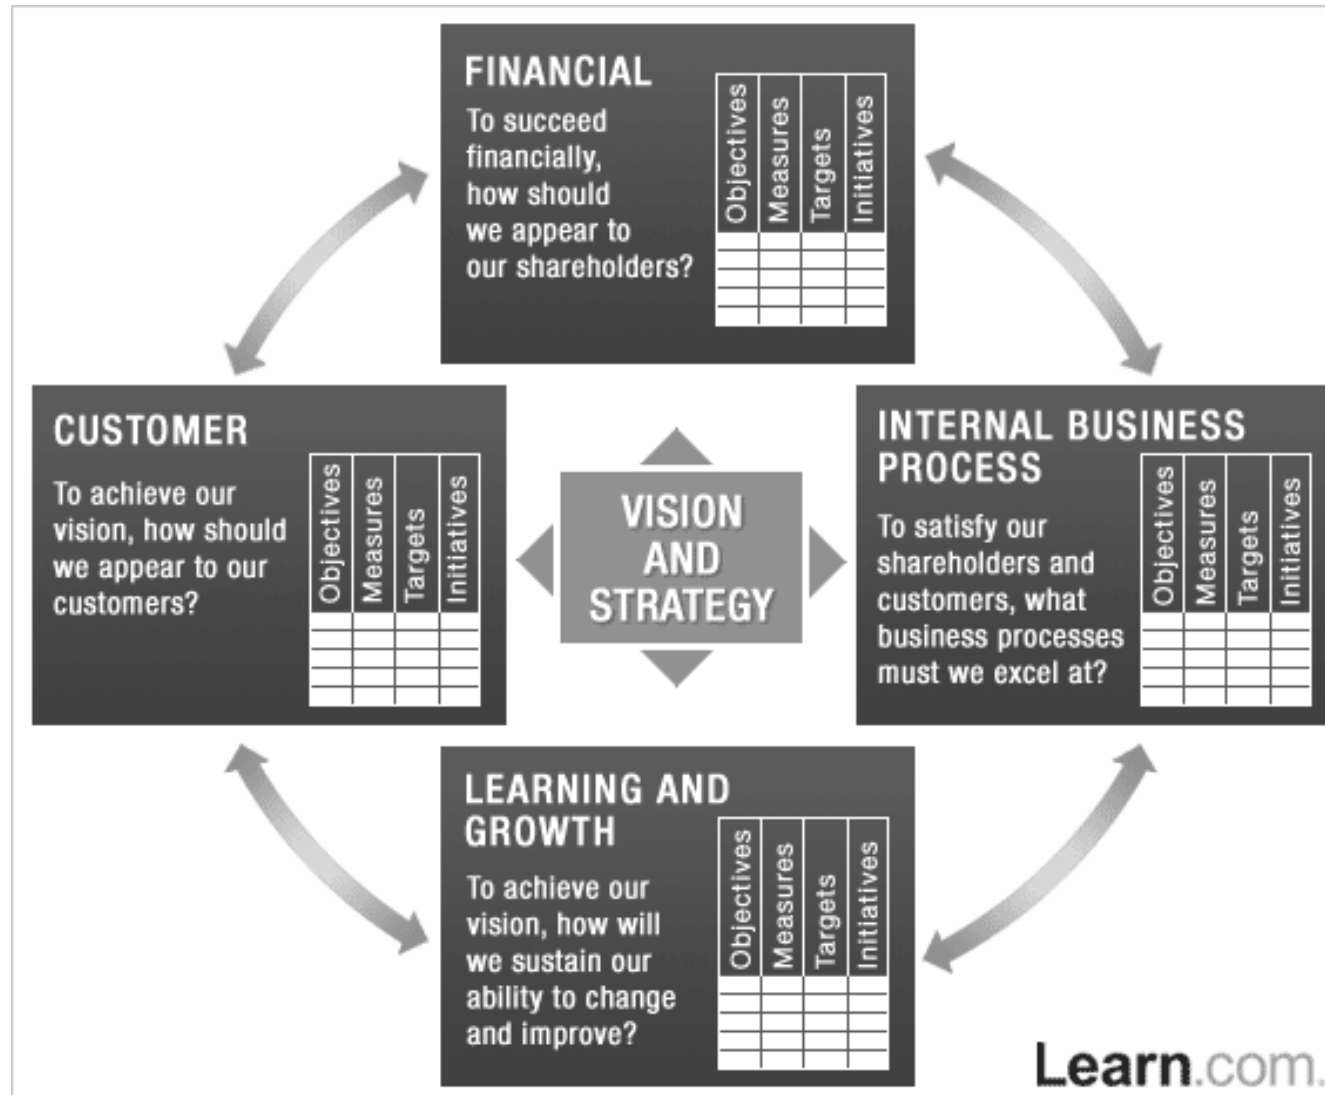 FINANCIAL
To succeed
financially,
how should
we appear to
our shareholders?
Objectives
Measures
Targets
Initiatives
CUSTOMER
To achieve our
vision, how should
we appear to our
customers?
Objectives
Measures
Targets
Initiatives
VISION
AND
STRATEGY
INTERNAL BUSINESS
PROCESS
To satisfy our
shareholders and
customers, what
business processes
must we excel at?
Objectives
Measures
Targets
Initiatives
LEARNING AND
GROWTH
To achieve our
vision, how will
we sustain our
ability to change
and improve?
Objectives
Measures
Targets
Initiatives
Learn.com.